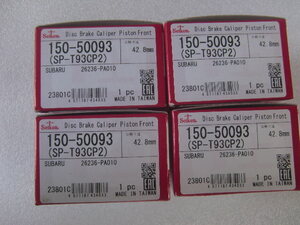 Seiken
Disc Brake Caliper Piston Front
150-50093
(SP-T93CP2)
42.8mm
SUBARU 26236-PA010
23801C
1 pc
MADE IN TAIWAN
Seiken
Disc Brake Caliper Piston Front
150-50093
(SP-T93CP2)
42.8mm
SUBARU 26236-PA010
23801C
1 pc
MADE IN TAIWAN
Seiken
Disc Brake Caliper Piston Front
150-50093
(SP-T93CP2)
42.8mm
SUBARU 26236-PA010
23801C
1 pc
MADE IN TAIWAN
EAC
Seiken
Disc Brake Caliper Piston Front
150-50093
(SP-T93CP2)
42.8mm
SUBARU 26236-PA010
23801C
1 pc
MADE IN TAIWAN
EAC